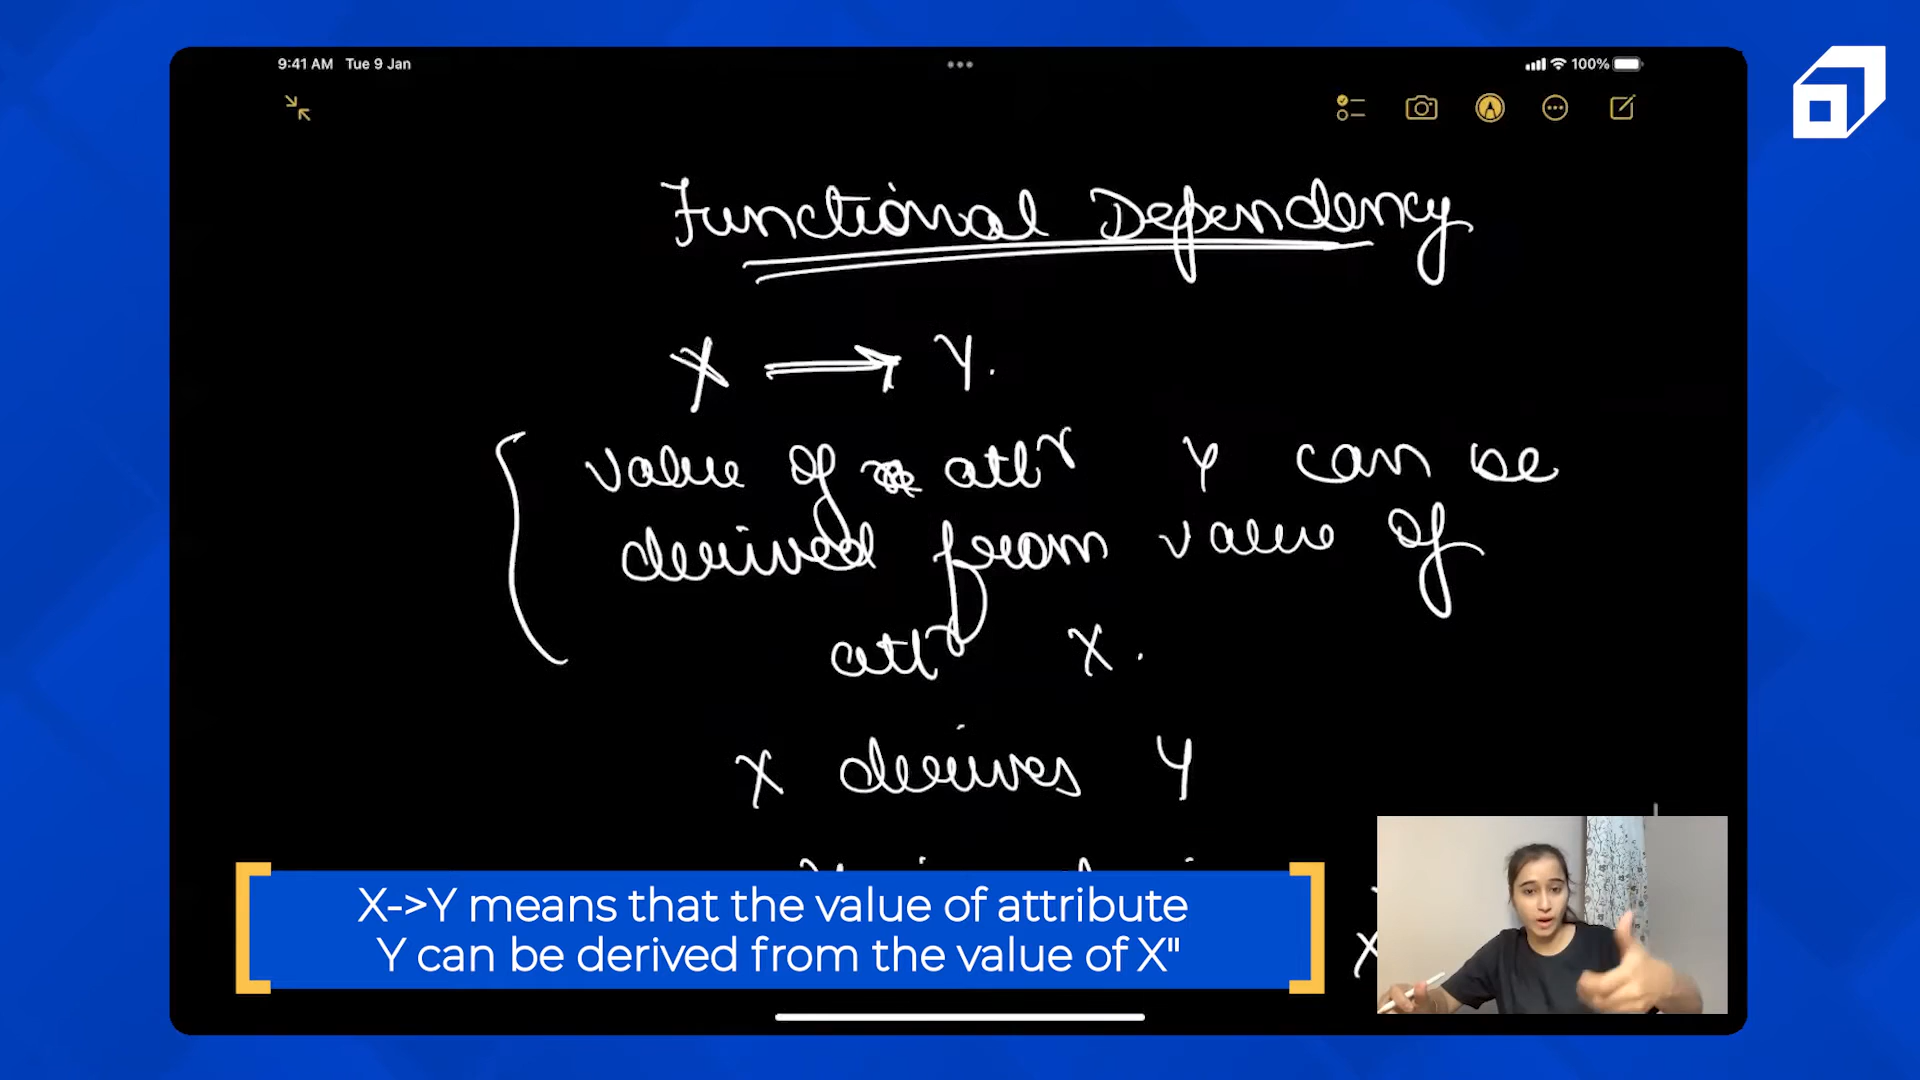 9:41 AM Tue 9 Jan
100%
Functional Dependency
X ⟹ Y.
value of attr Y can be
derived from value of
attr X.
X derives Y
X
X->Y means that the value of attribute
Y can be derived from the value of X"